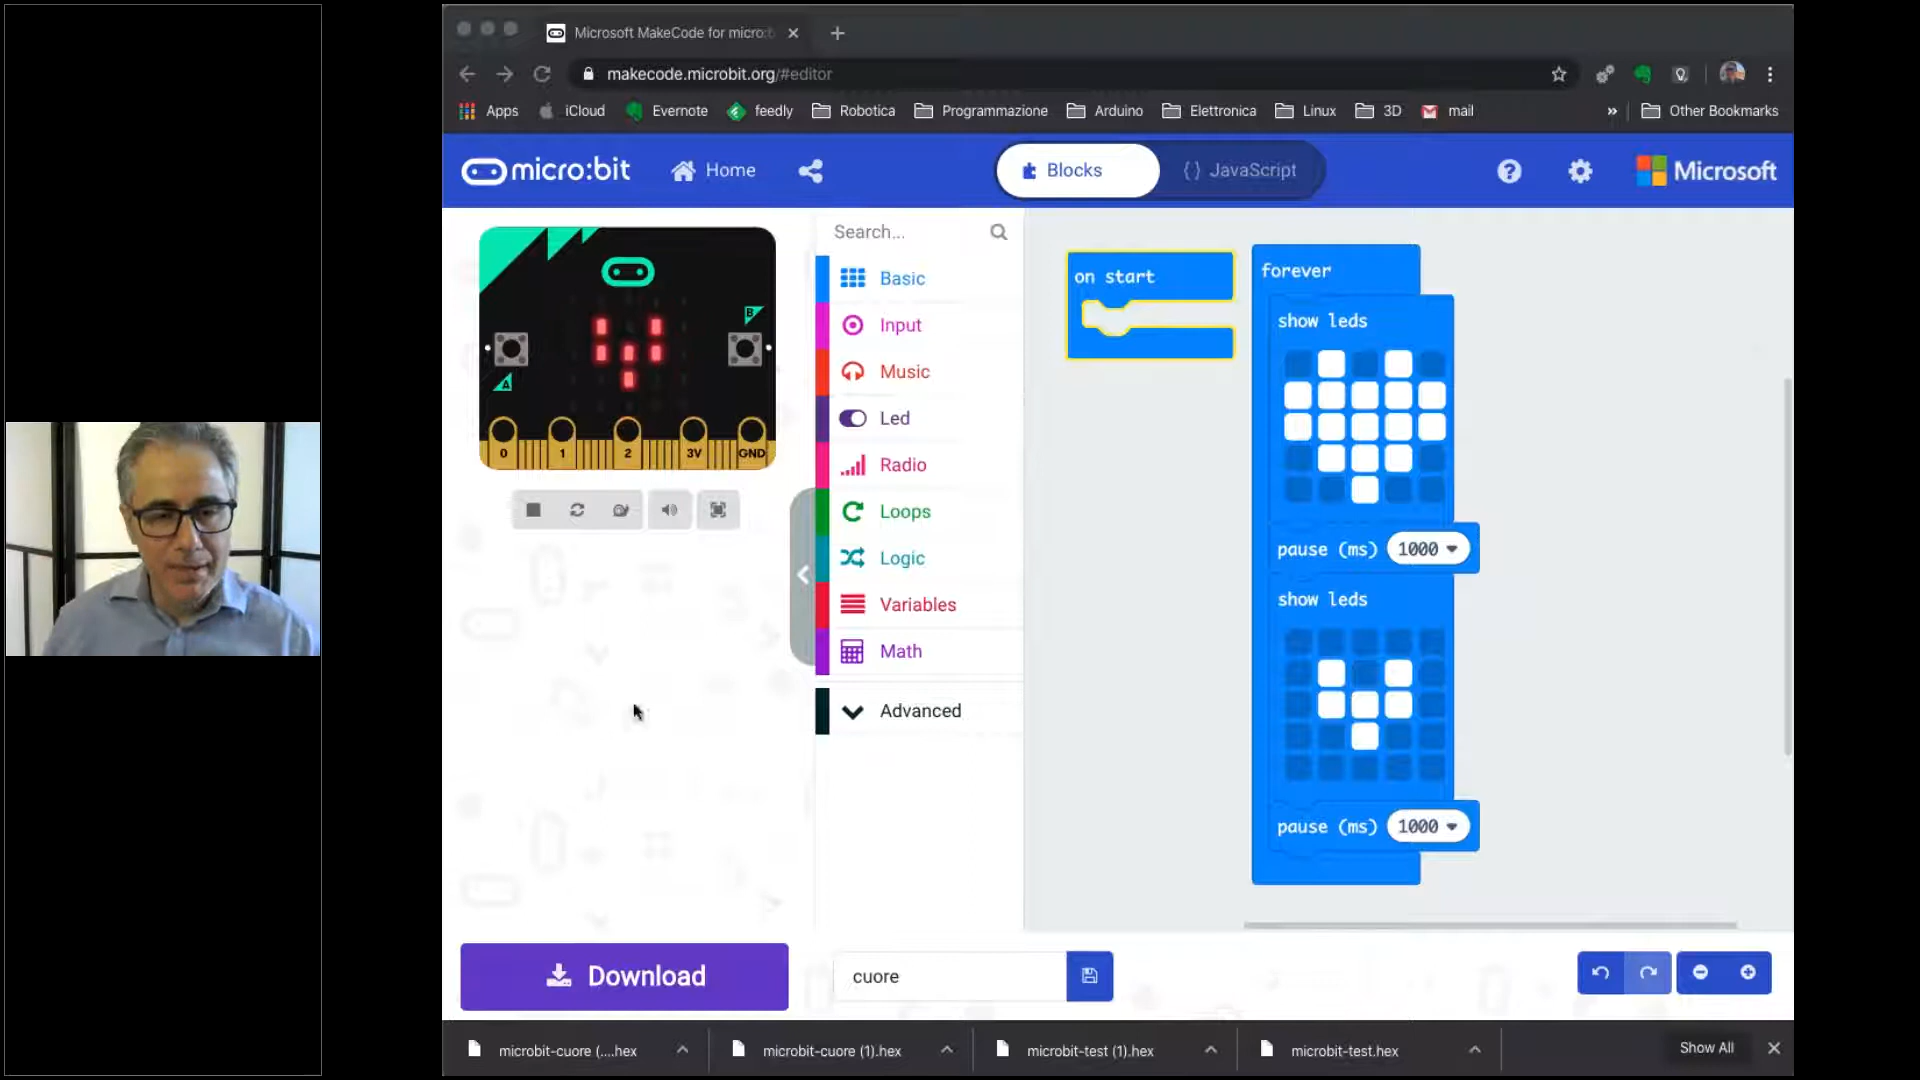 Microsoft MakeCode for micro:b
makecode.microbit.org/#editor
Apps iCloud Evernote feedly Robotica Programmazione Arduino Elettronica Linux 3D mail » Other Bookmarks
micro:bit Home Blocks {} JavaScript Microsoft
Search...
Basic
Input
Music
Led
Radio
Loops
Logic
Variables
Math
Advanced
B
A
0 1 2 3V GND
on start
forever
show leds
pause (ms) 1000
show leds
pause (ms) 1000
Download
cuore
microbit-cuore (....hex
microbit-cuore (1).hex
microbit-test (1).hex
microbit-test.hex
Show All